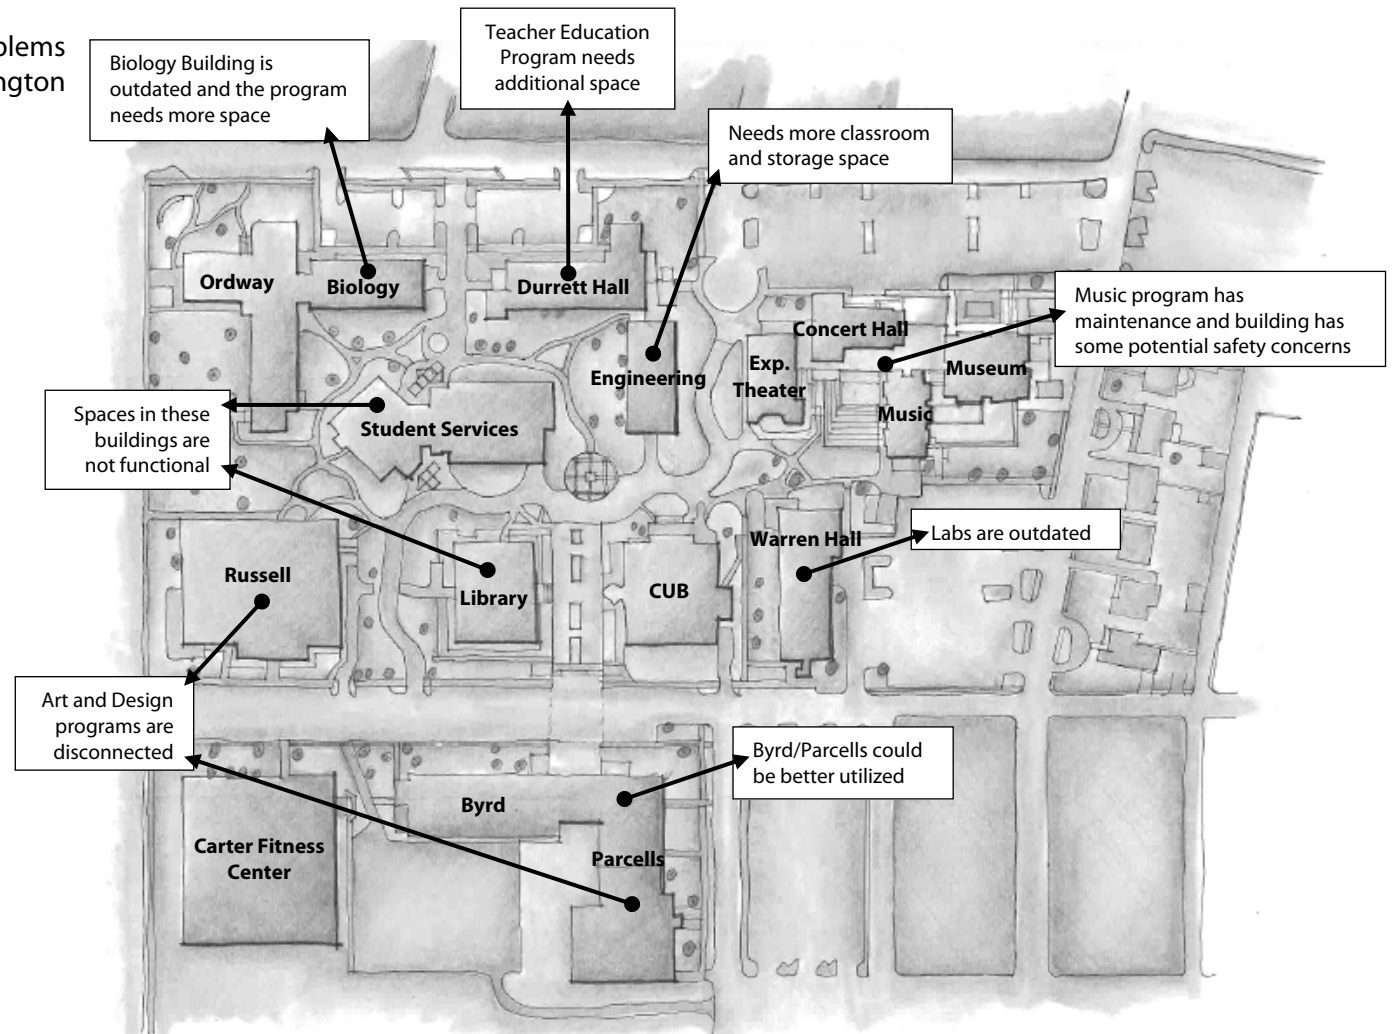 Biology Building is
outdated and the program
needs more space
Teacher Education
Program needs
additional space
Needs more classroom
and storage space
Ordway
Biology
Durrett Hall
Music program has
maintenance and building has
some potential safety concerns
Concert Hall
Exp.
Theater
Museum
Engineering
Music
Spaces in these
buildings are
not functional
Student Services
Warren Hall
Labs are outdated
Russell
Library
CUB
Art and Design
programs are
disconnected
Byrd/Parcells could
be better utilized
Byrd
Carter Fitness
Center
Parcells